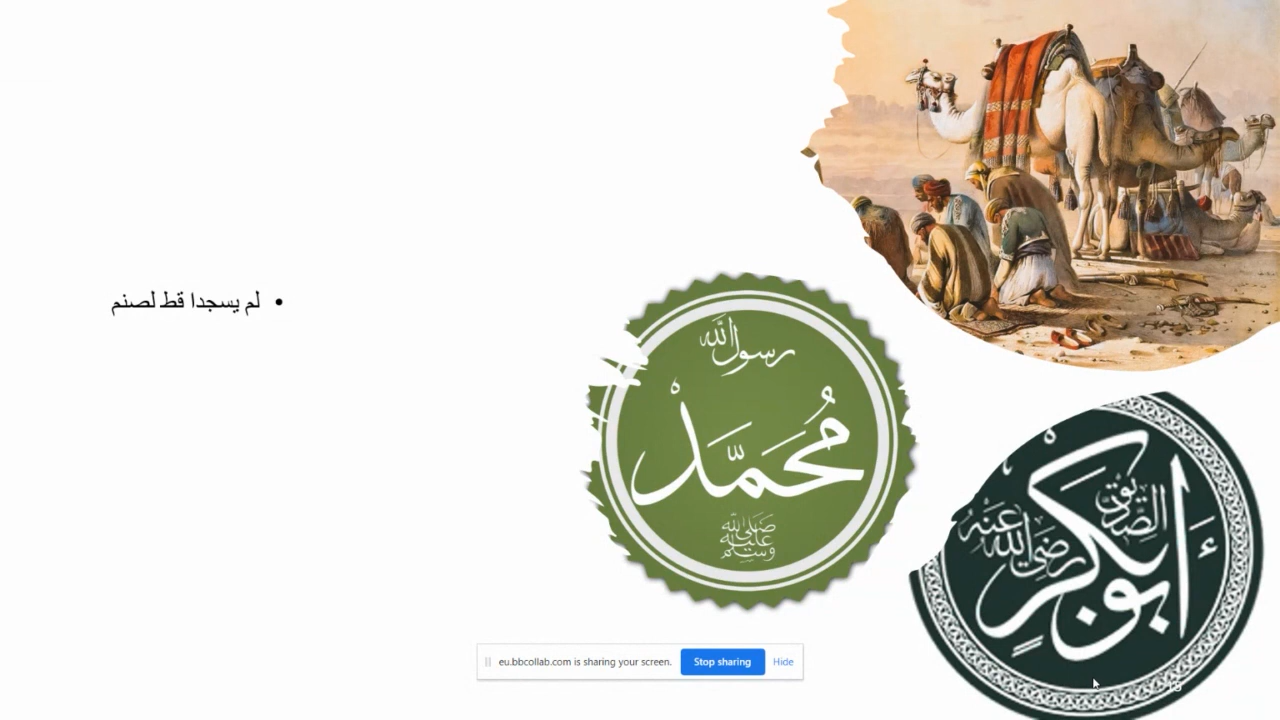 • لم يسجدا قط لصنم
رسول الله
محمد
صلى الله عليه وسلم
أبو بكر
الصديق
رضي الله عنه
eu.bbcollab.com is sharing your screen.
Stop sharing
Hide
15